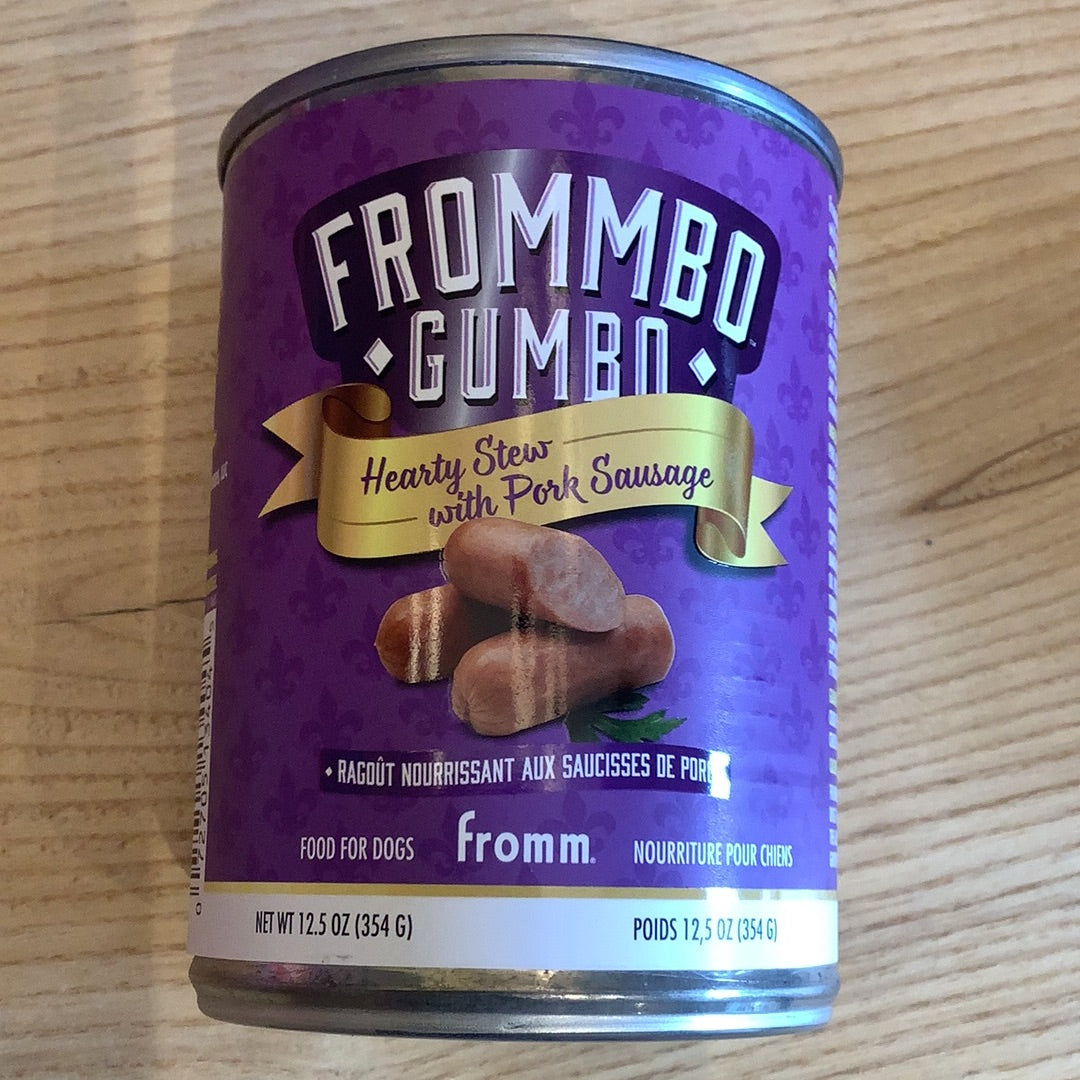 FROMMBO
GUMBO
Hearty Stew
with Pork Sausage
RAGOÛT NOURRISSANT AUX SAUCISSES DE PORC
FOOD FOR DOGS
fromm
NOURRITURE POUR CHIENS
NET WT 12.5 OZ (354 G)
POIDS 12,5 OZ (354 G)